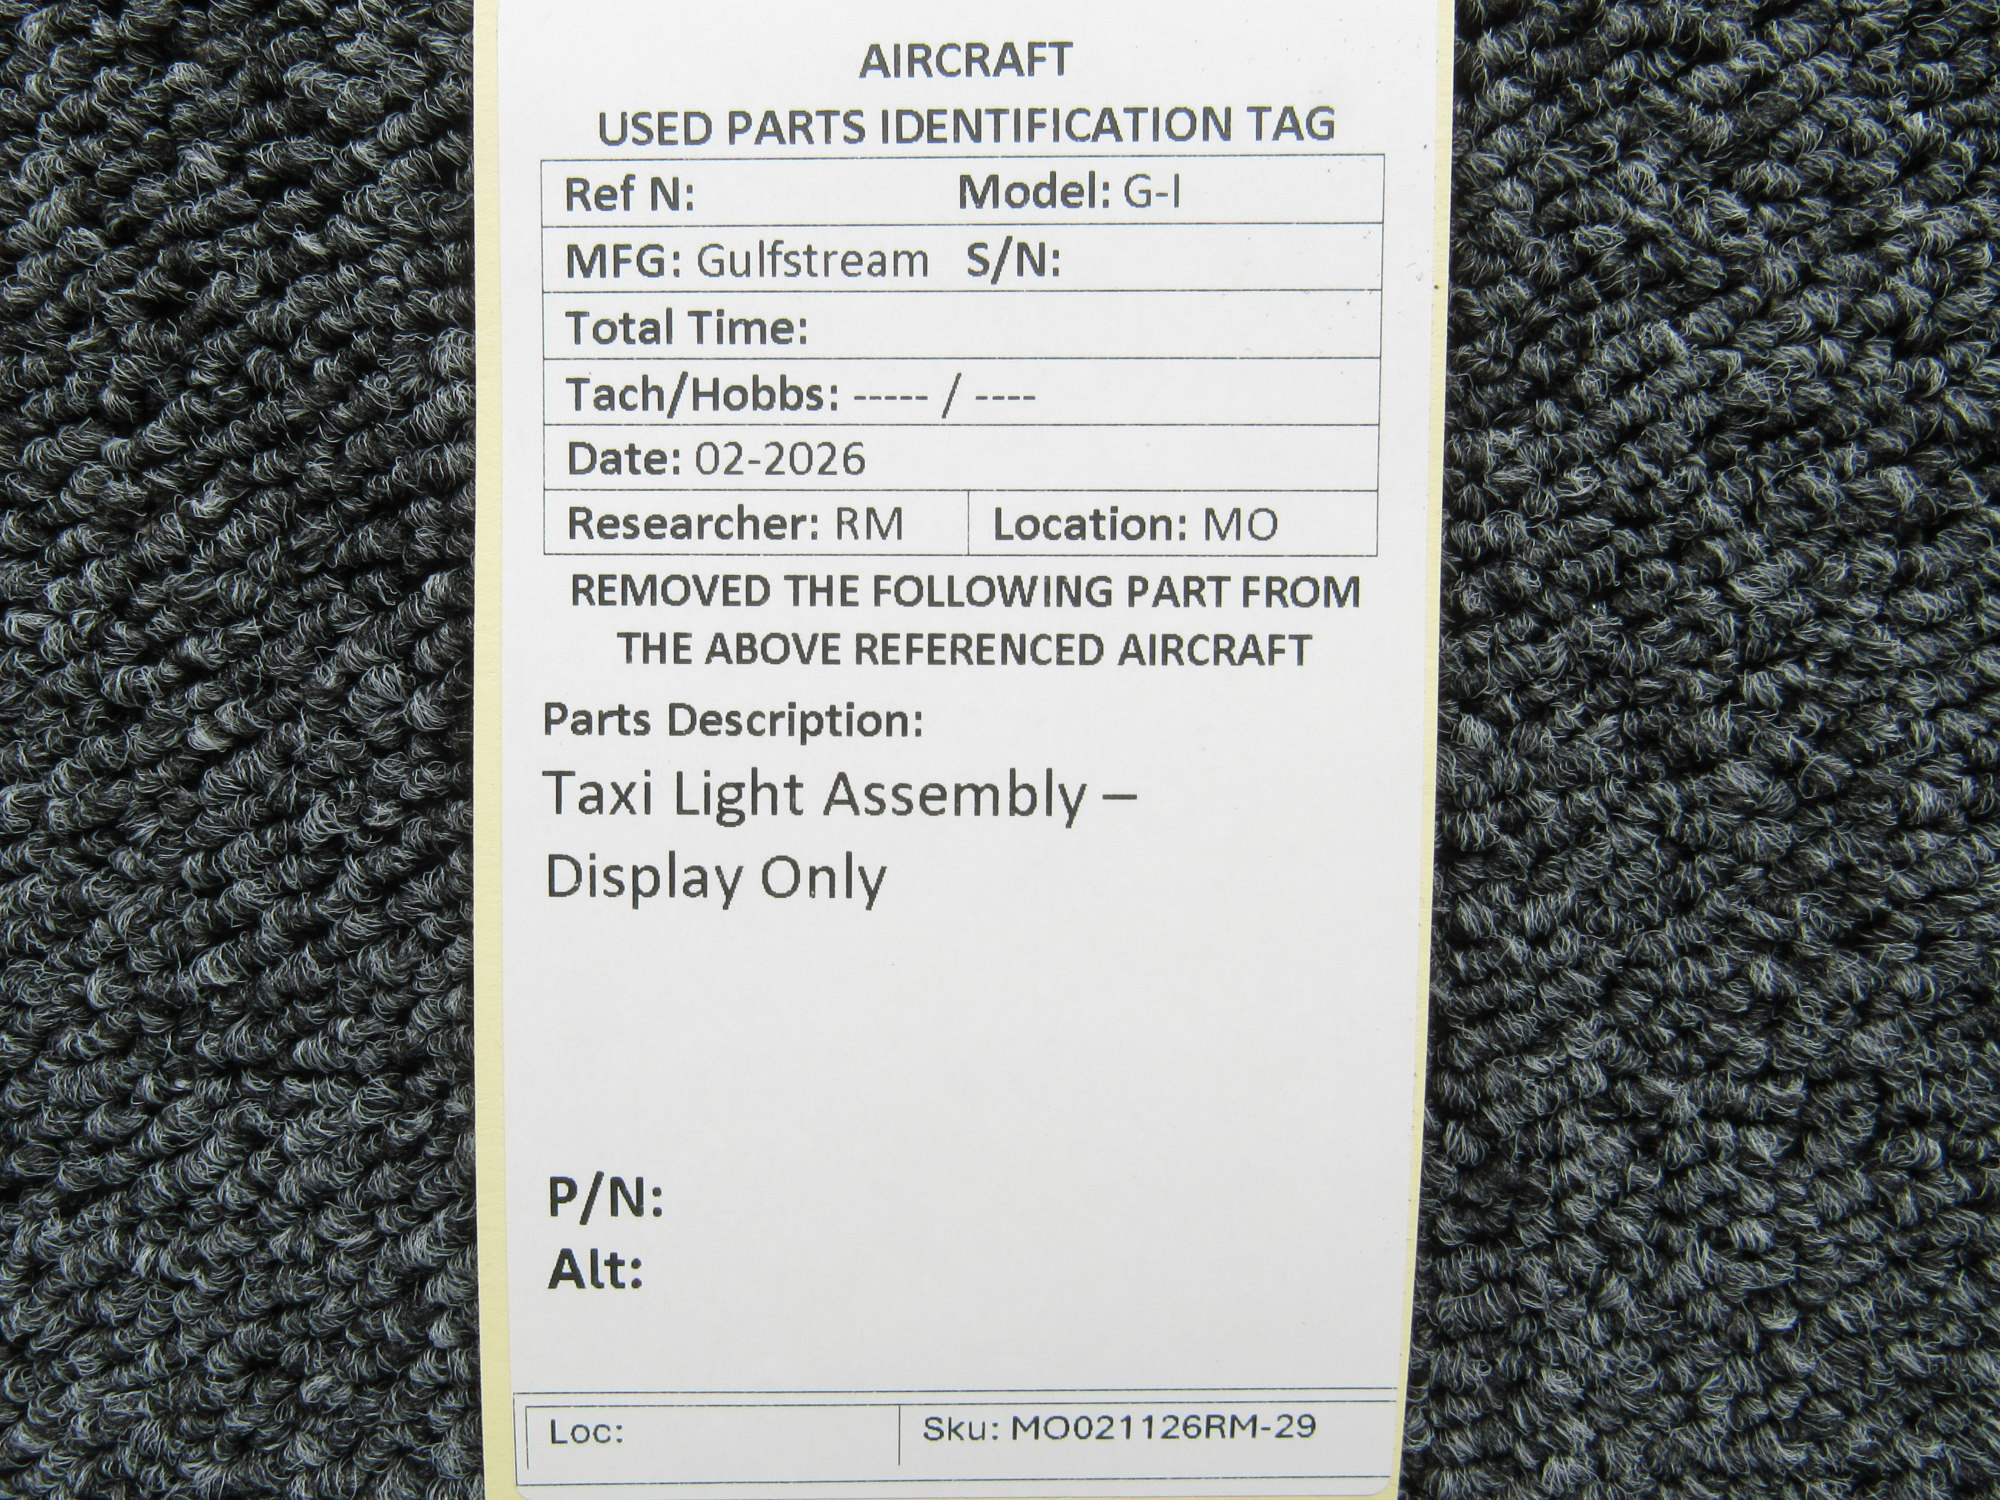 AIRCRAFT
USED PARTS IDENTIFICATION TAG
Ref N: Model: G-I
MFG: Gulfstream S/N:
Total Time:
Tach/Hobbs: ----- / ----
Date: 02-2026
Researcher: RM Location: MO
REMOVED THE FOLLOWING PART FROM
THE ABOVE REFERENCED AIRCRAFT
Parts Description:
Taxi Light Assembly –
Display Only
P/N:
Alt:
Loc: Sku: MO021126RM-29